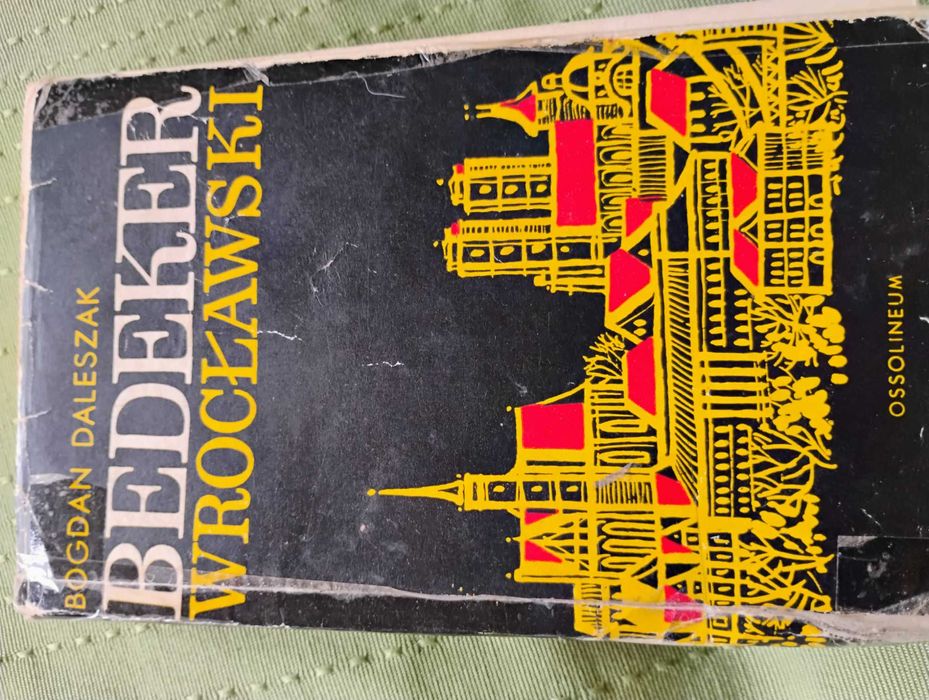 BOGDAN DALESZAK
BEDEKER
WROCŁAWSKI
OSSOLINEUM